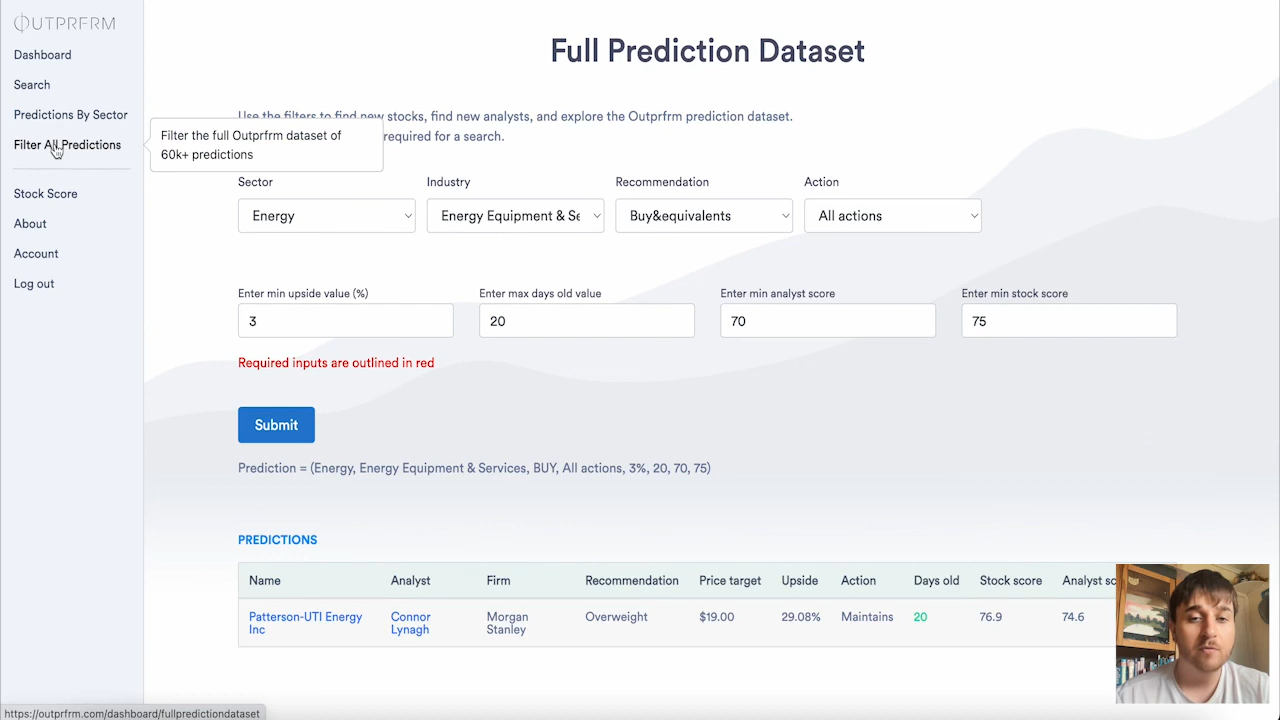 OUTPRFRM
Dashboard
Search
Predictions By Sector
Filter All Predictions
Stock Score
About
Account
Log out
Filter the full Outprfrm dataset of
60k+ predictions
Full Prediction Dataset
Use the filters to find new stocks, find new analysts, and explore the Outprfrm prediction dataset.
required for a search.
Sector
Industry
Recommendation
Action
Energy
Energy Equipment & Se
Buy&equivalents
All actions
Enter min upside value (%)
Enter max days old value
Enter min analyst score
Enter min stock score
3
20
70
75
Required inputs are outlined in red
Submit
Prediction = (Energy, Energy Equipment & Services, BUY, All actions, 3%, 20, 70, 75)
PREDICTIONS
Name Analyst Firm Recommendation Price target Upside Action Days old Stock score Analyst sc
Patterson-UTI Energy Connor Morgan Overweight $19.00 29.08% Maintains 20 76.9 74.6
Inc Lynagh Stanley
https://outprfrm.com/dashboard/fullpredictiondataset